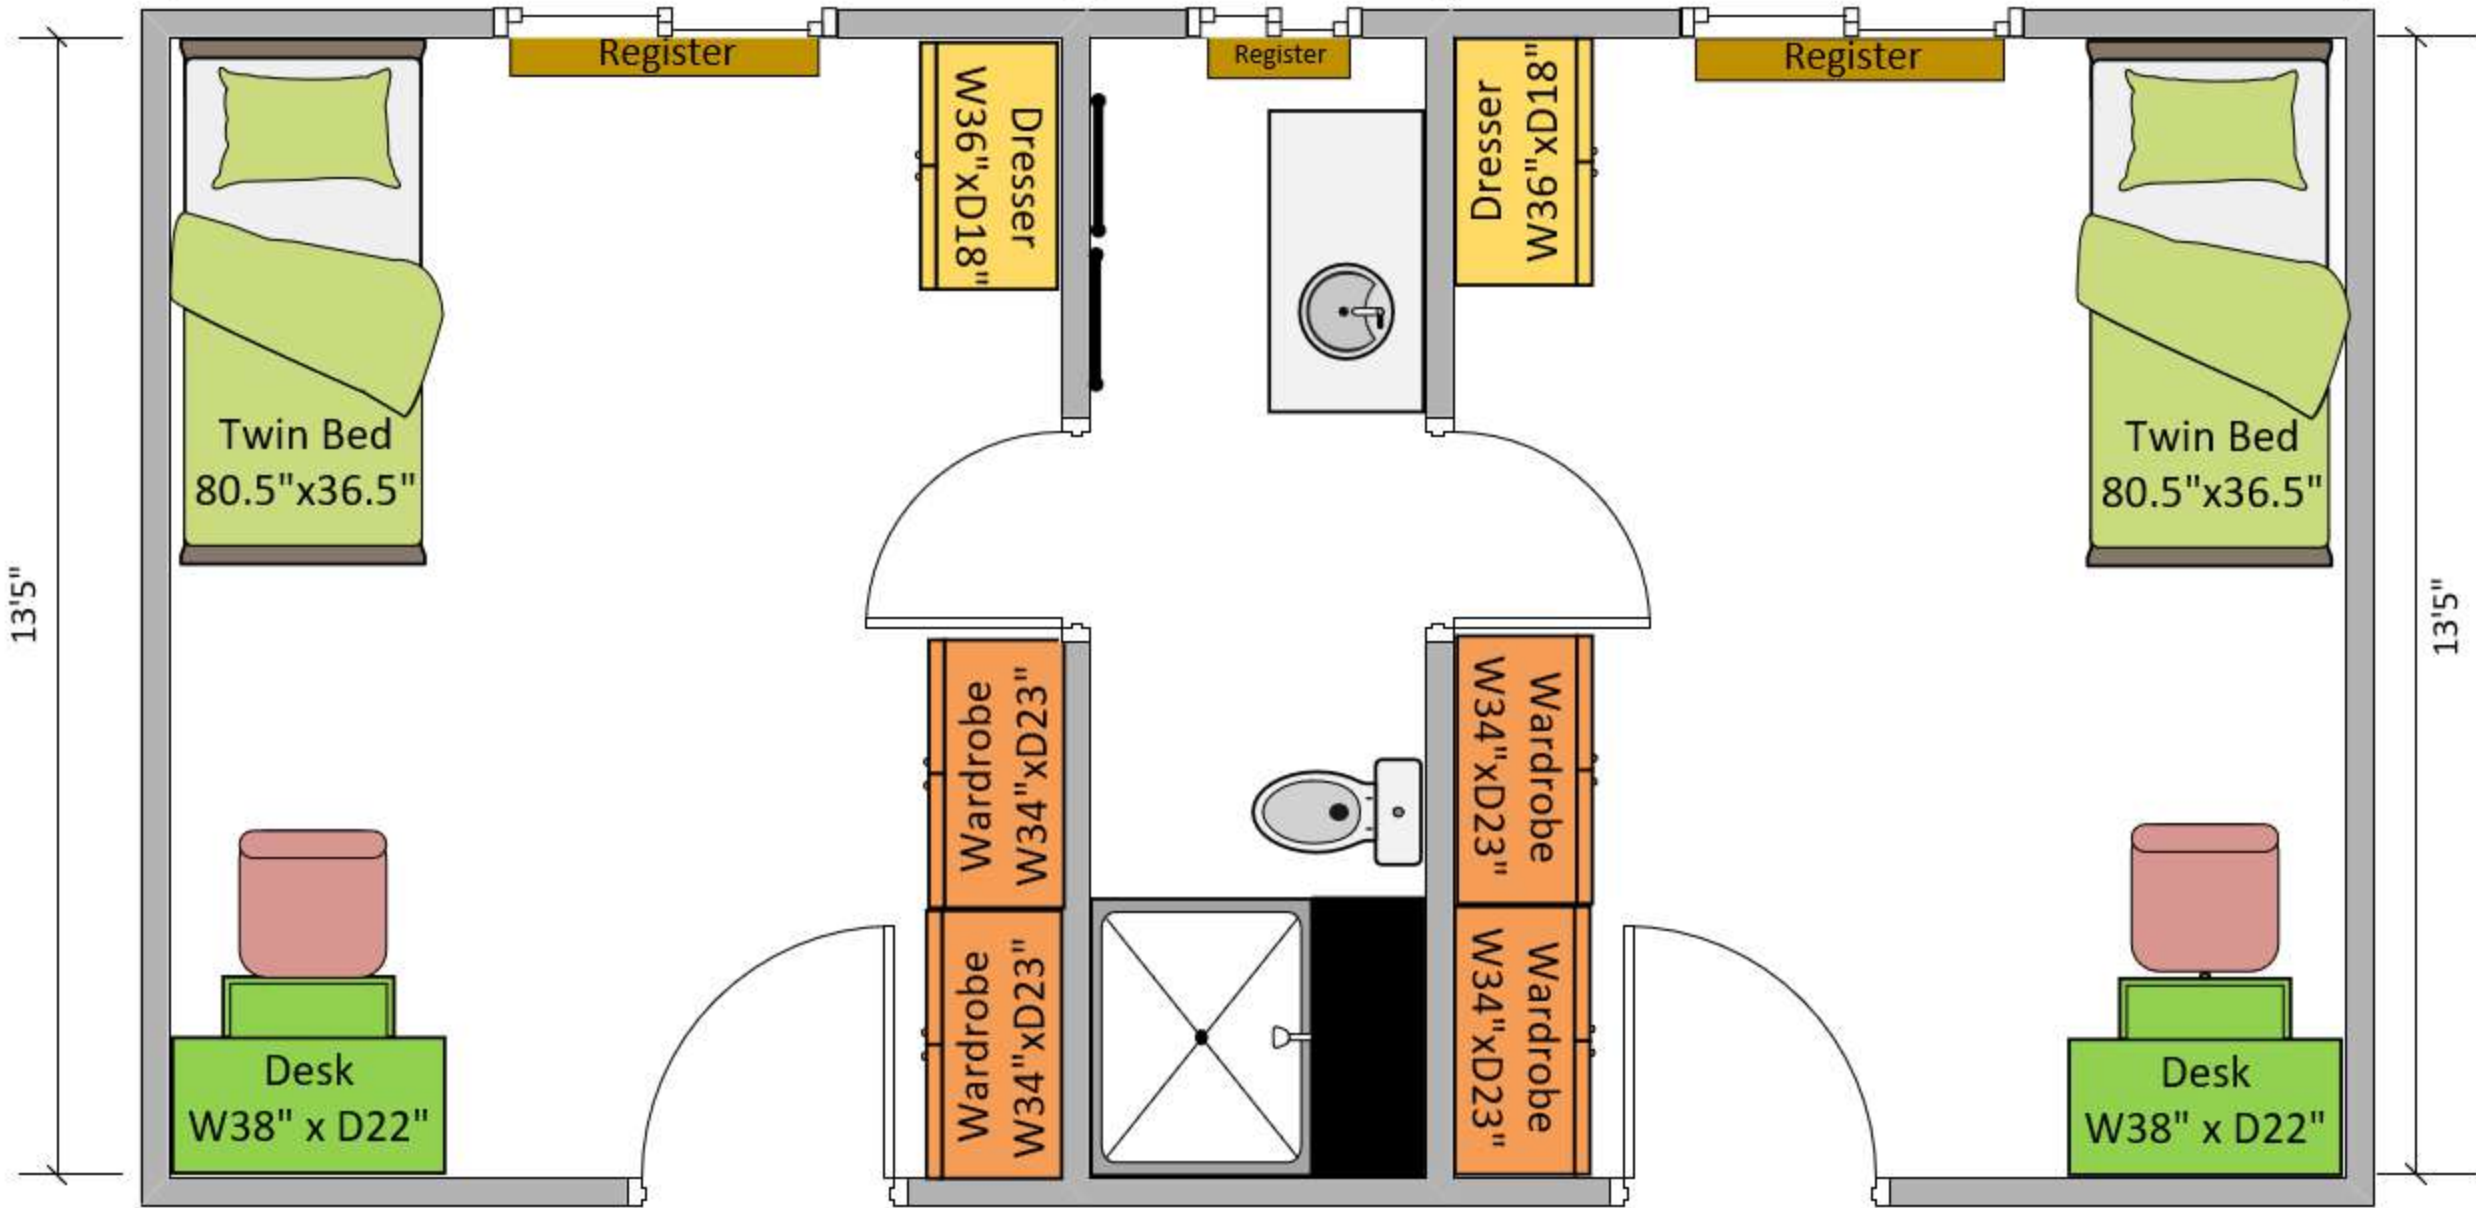 Register
Register
Register
Dresser
W36"xD18"
Dresser
W36"xD18"
Twin Bed
80.5"x36.5"
Twin Bed
80.5"x36.5"
13'5"
13'5"
Wardrobe
W34"xD23"
Wardrobe
W34"xD23"
Wardrobe
W34"xD23"
Wardrobe
W34"xD23"
Desk
W38" x D22"
Desk
W38" x D22"